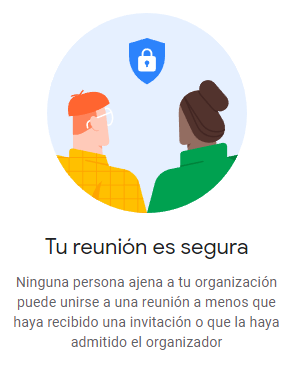 Tu reunión es segura
Ninguna persona ajena a tu organización
puede unirse a una reunión a menos que
haya recibido una invitación o que la haya
admitido el organizador